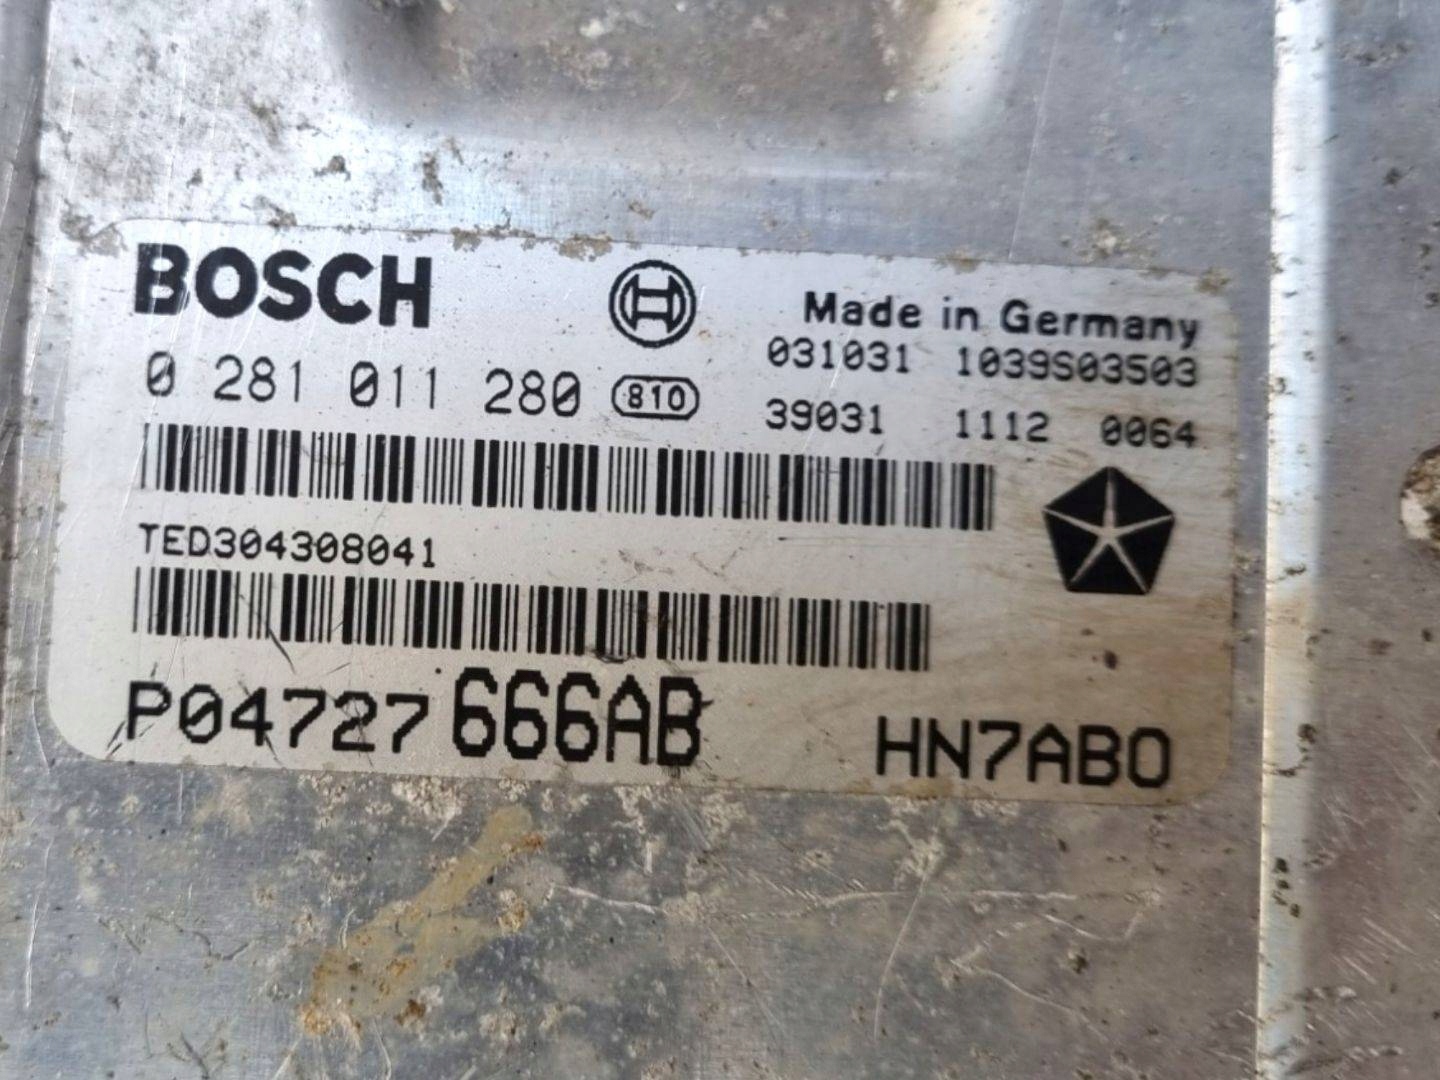 BOSCH
Made in Germany
031031 1039S03503
0 281 011 280 810
39031 1112 0064
TED304308041
P04727666AB HN7AB0